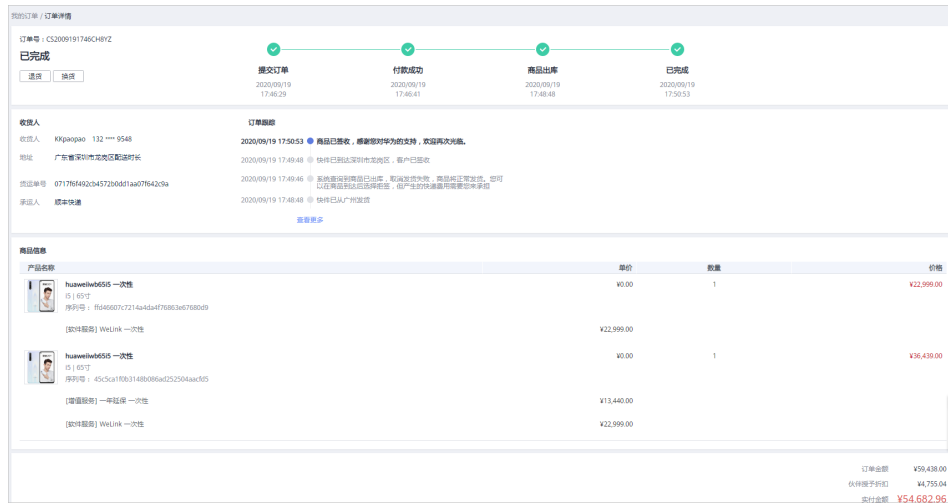 我的订单 / 订单详情
订单号：CS2009191746CH8YZ
已完成
退货 换货
提交订单 付款成功 商品出库 已完成
2020/09/19 2020/09/19 2020/09/19 2020/09/19
17:46:29 17:46:41 17:48:48 17:50:53
收货人 订单跟踪
收货人 KKpaopao 132 **** 9548
2020/09/19 17:50:53 商品已签收，感谢您对华为的支持，欢迎再次光临。
地址 广东省深圳市龙岗区配送时长
2020/09/19 17:49:48 快件已到达深圳市龙岗区，客户已签收
2020/09/19 17:49:46 系统查询到商品已出库，取消发货失败，商品将正常发货。您可
以在商品到达后选择拒签，但产生的快递费用需要您来承担
货运单号 0717f6f492cb4572b0dd1aa07f642c9a
承运人 顺丰快递
2020/09/19 17:48:48 快件已从广州发货
查看更多
商品信息
产品名称 单价 数量 价格
huaweiiwb65i5 一次性 ¥0.00 1 ¥22,999.00
i5 | 65寸
序列号： ffd46607c7214a4da4f76863e67680d9
[软件服务] WeLink 一次性 ¥22,999.00
huaweiiwb65i5 一次性 ¥0.00 1 ¥36,439.00
i5 | 65寸
序列号： 45c5ca1f0b3148b086ad252504aacfd5
[增值服务] 一年延保 一次性 ¥13,440.00
[软件服务] WeLink 一次性 ¥22,999.00
订单金额 ¥59,438.00
伙伴授予折扣 ¥4,755.04
实付金额 ¥54,682.96